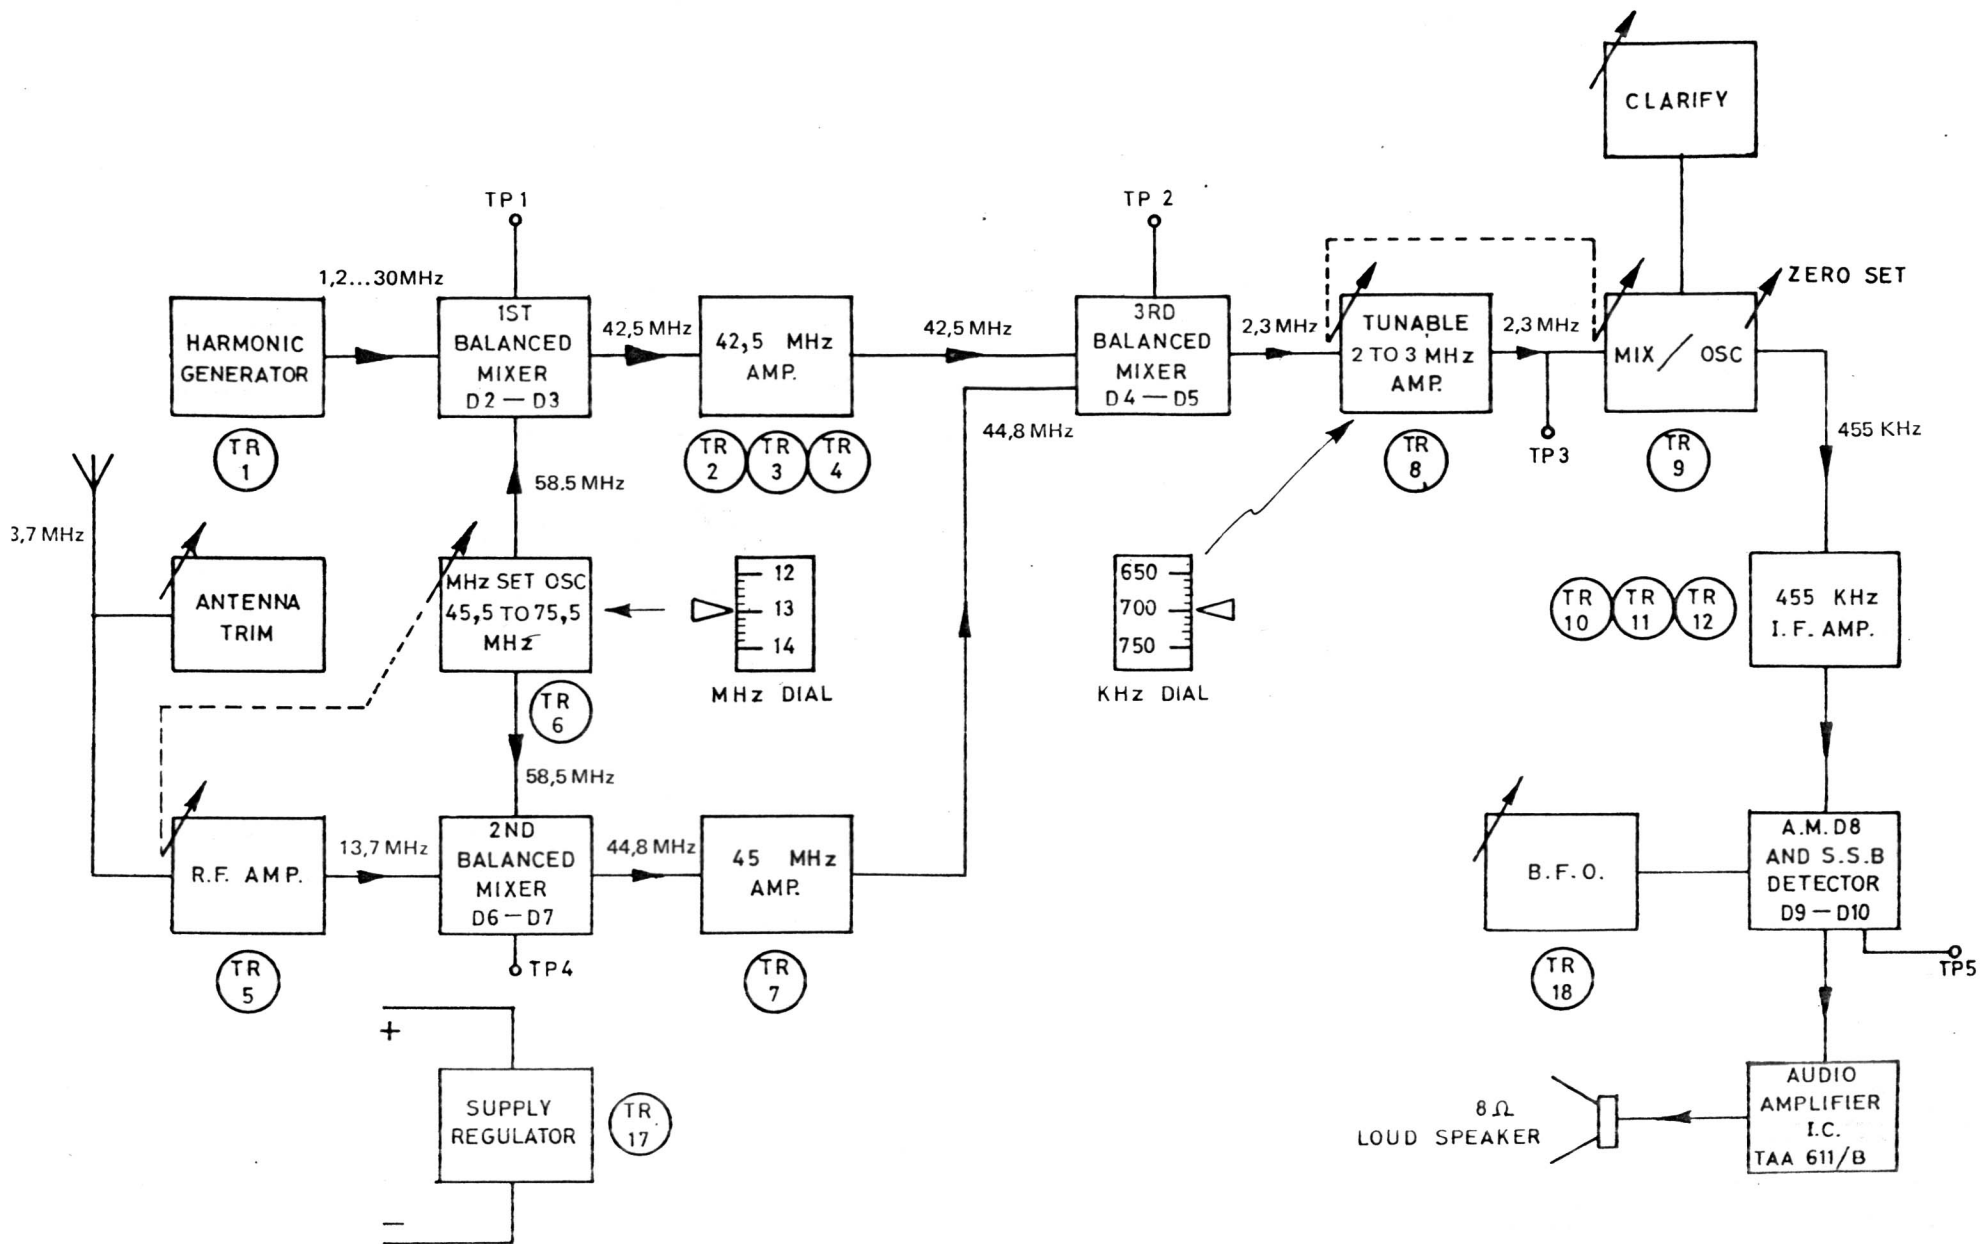 CLARIFY
TP1
TP 2
ZERO SET
1,2...30MHz
HARMONIC
GENERATOR
1ST
BALANCED
MIXER
D2 — D3
42,5 MHz
42,5 MHz
AMP.
42,5 MHz
3RD
BALANCED
MIXER
D4 — D5
2,3 MHz
TUNABLE
2 TO 3 MHz
AMP.
2,3 MHz
MIX / OSC
TR
1
TR
2
TR
3
TR
4
44,8 MHz
TR
8
TP3
TR
9
455 KHz
58.5 MHz
3,7 MHz
ANTENNA
TRIM
MHz SET OSC
45,5 TO 75,5
MHz
12
13
14
MHz DIAL
650
700
750
KHz DIAL
TR
10
TR
11
TR
12
455 KHz
I.F. AMP.
TR
6
58,5 MHz
R.F. AMP.
13,7 MHz
2ND
BALANCED
MIXER
D6 — D7
44,8 MHz
45 MHz
AMP.
B.F.O.
A.M. D8
AND S.S.B
DETECTOR
D9 — D10
TR
5
TP4
TR
7
TR
18
TP5
+
SUPPLY
REGULATOR
TR
17
—
8 Ω
LOUD SPEAKER
AUDIO
AMPLIFIER
I.C.
TAA 611/B